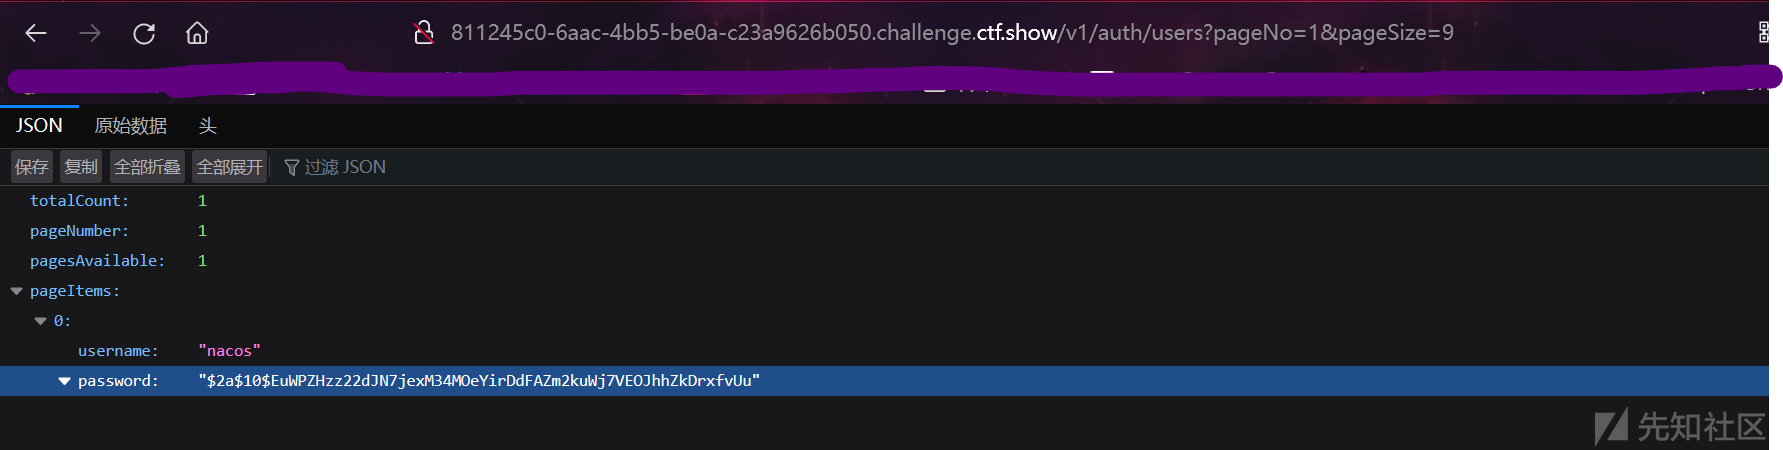 811245c0-6aac-4bb5-be0a-c23a9626b050.challenge.ctf.show/v1/auth/users?pageNo=1&pageSize=9
JSON 原始数据 头
保存 复制 全部折叠 全部展开 过滤 JSON
totalCount: 1
pageNumber: 1
pagesAvailable: 1
pageItems:
0:
username: "nacos"
password: "$2a$10$EuWPZHzz22dJN7jexM34MOeYirDdFAZm2kuWj7VEOJhhZkDrxfvUu"
先知社区